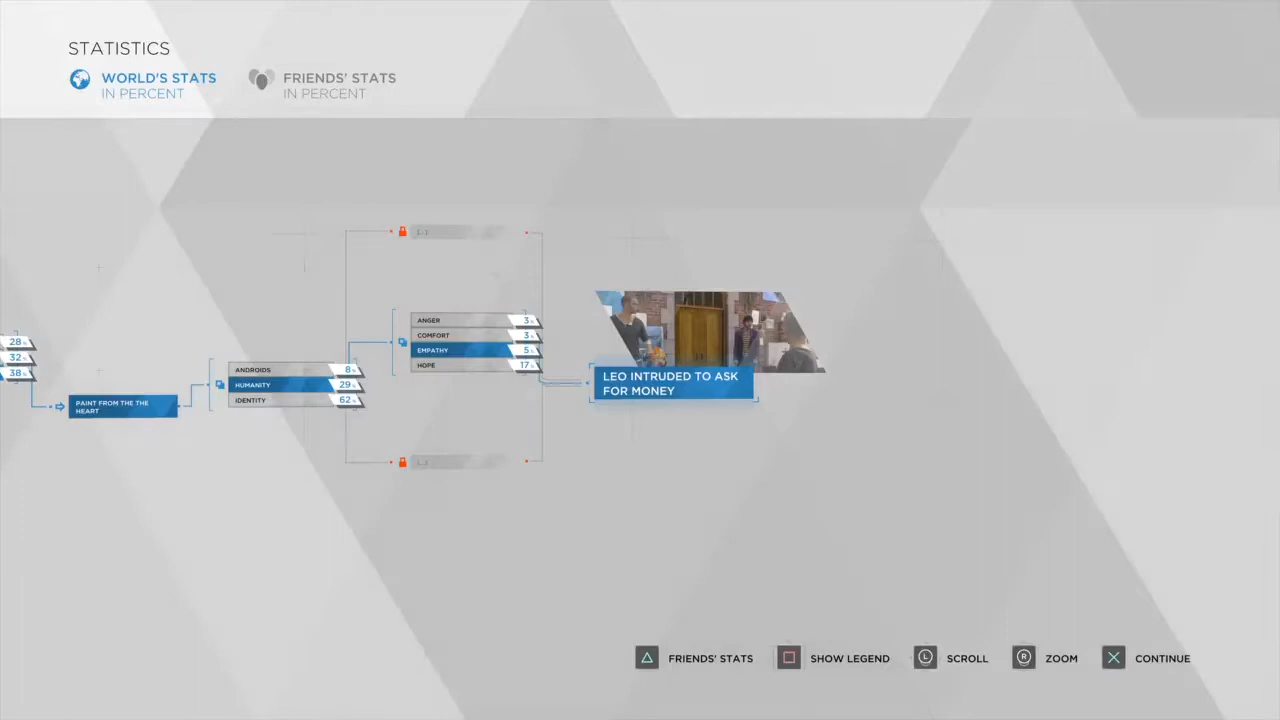 STATISTICS
WORLD'S STATS
IN PERCENT
FRIENDS' STATS
IN PERCENT
28%
32%
38%
PAINT FROM THE THE
HEART
ANDROIDS 8%
HUMANITY 29%
IDENTITY 62%
ANGER 3%
COMFORT 3%
EMPATHY 5%
HOPE 17%
LEO INTRUDED TO ASK
FOR MONEY
FRIENDS' STATS
SHOW LEGEND
L SCROLL
R ZOOM
CONTINUE